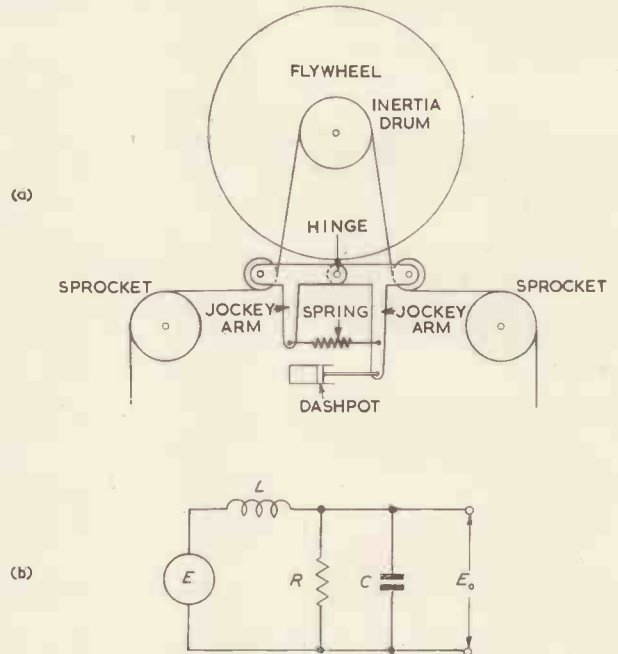 (a)
FLYWHEEL
INERTIA
DRUM
HINGE
SPROCKET
SPROCKET
JOCKEY
ARM
SPRING
JOCKEY
ARM
DASHPOT
(b)
L
E
R
C
E₀